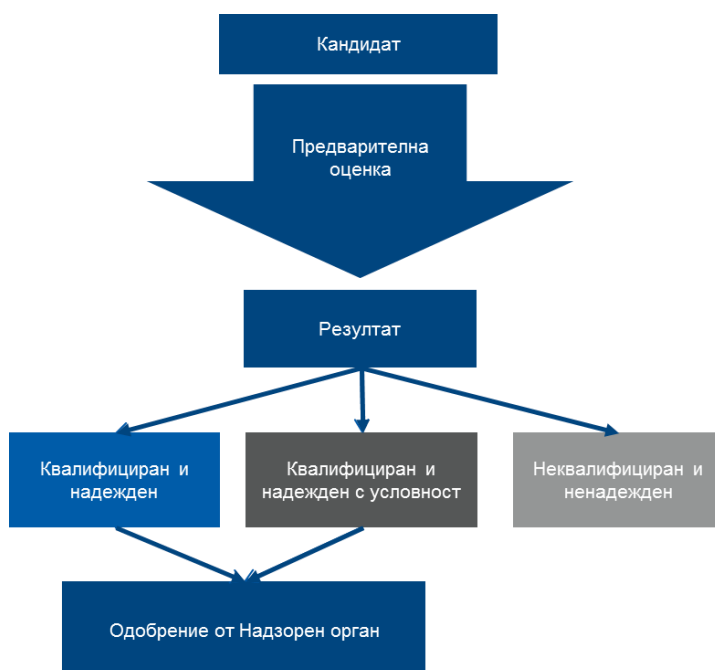 Кандидат
Предварителна
оценка
Резултат
Квалифициран и
надежден
Квалифициран и
надежден с условност
Неквалифициран и
ненадежден
Одобрение от Надзорен орган